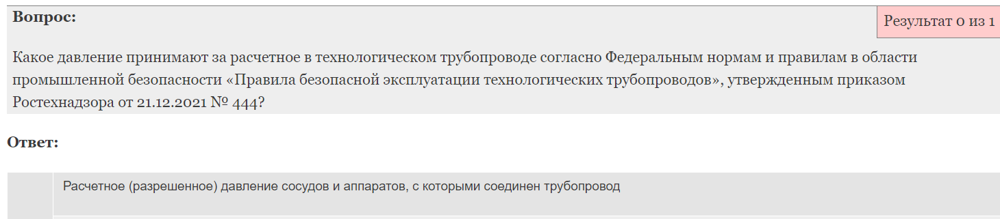 Вопрос:
Результат 0 из 1
Какое давление принимают за расчетное в технологическом трубопроводе согласно Федеральным нормам и правилам в области
промышленной безопасности «Правила безопасной эксплуатации технологических трубопроводов», утвержденным приказом
Ростехнадзора от 21.12.2021 № 444?
Ответ:
Расчетное (разрешенное) давление сосудов и аппаратов, с которыми соединен трубопровод